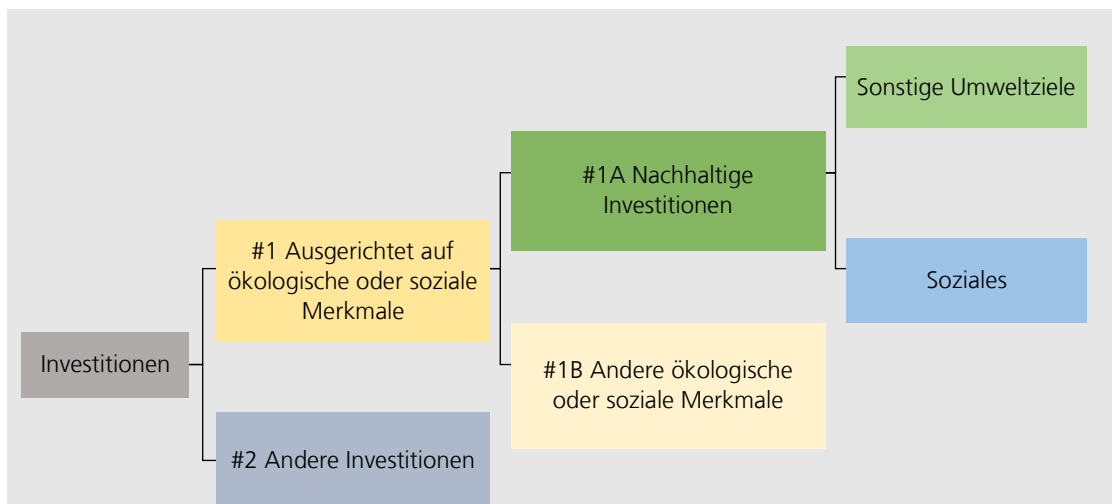 Investitionen
#1 Ausgerichtet auf
ökologische oder soziale
Merkmale
#2 Andere Investitionen
#1A Nachhaltige
Investitionen
#1B Andere ökologische
oder soziale Merkmale
Sonstige Umweltziele
Soziales